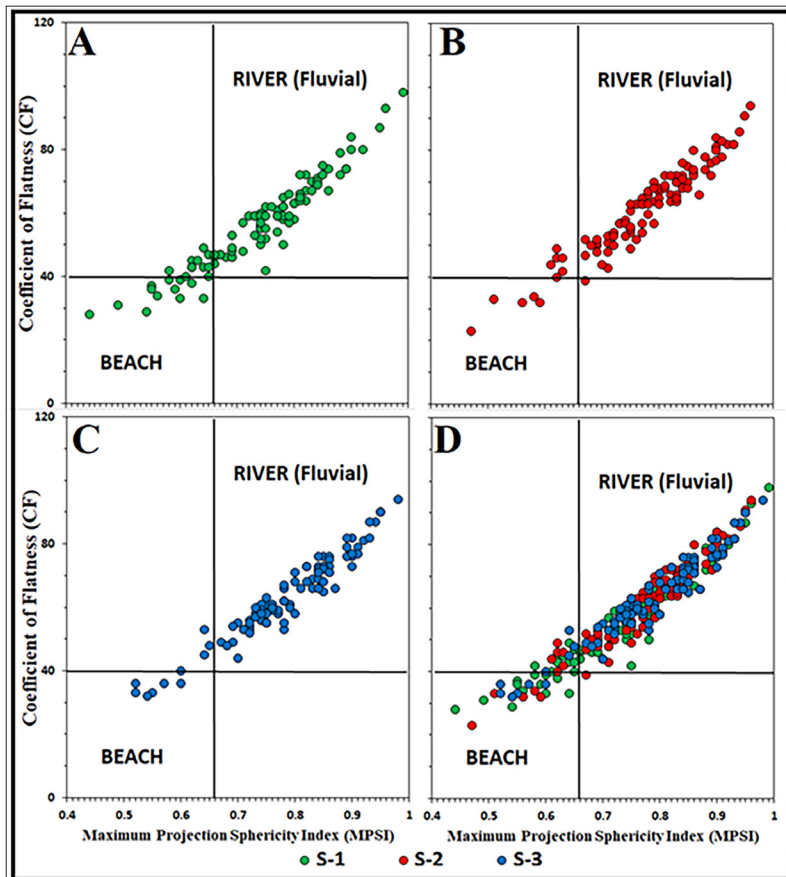 A
RIVER (Fluvial)
BEACH
Coefficient of Flatness (CF)
120
80
40
0
B
RIVER (Fluvial)
BEACH
C
RIVER (Fluvial)
BEACH
Coefficient of Flatness (CF)
120
80
40
0
0.4 0.5 0.6 0.7 0.8 0.9 1
Maximum Projection Sphericity Index (MPSI)
D
RIVER (Fluvial)
BEACH
0.4 0.5 0.6 0.7 0.8 0.9 1
Maximum Projection Sphericity Index (MPSI)
S-1 S-2 S-3